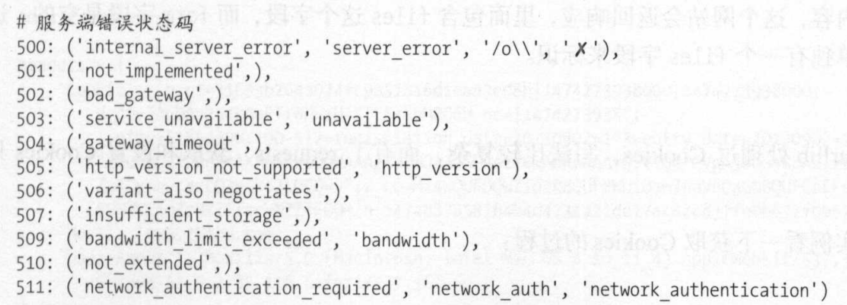 # 服务端错误状态码
500: ('internal_server_error', 'server_error', '/o\\', '✗'),
501: ('not_implemented',),
502: ('bad_gateway',),
503: ('service_unavailable', 'unavailable'),
504: ('gateway_timeout',),
505: ('http_version_not_supported', 'http_version'),
506: ('variant_also_negotiates',),
507: ('insufficient_storage',),
509: ('bandwidth_limit_exceeded', 'bandwidth'),
510: ('not_extended',),
511: ('network_authentication_required', 'network_auth', 'network_authentication')